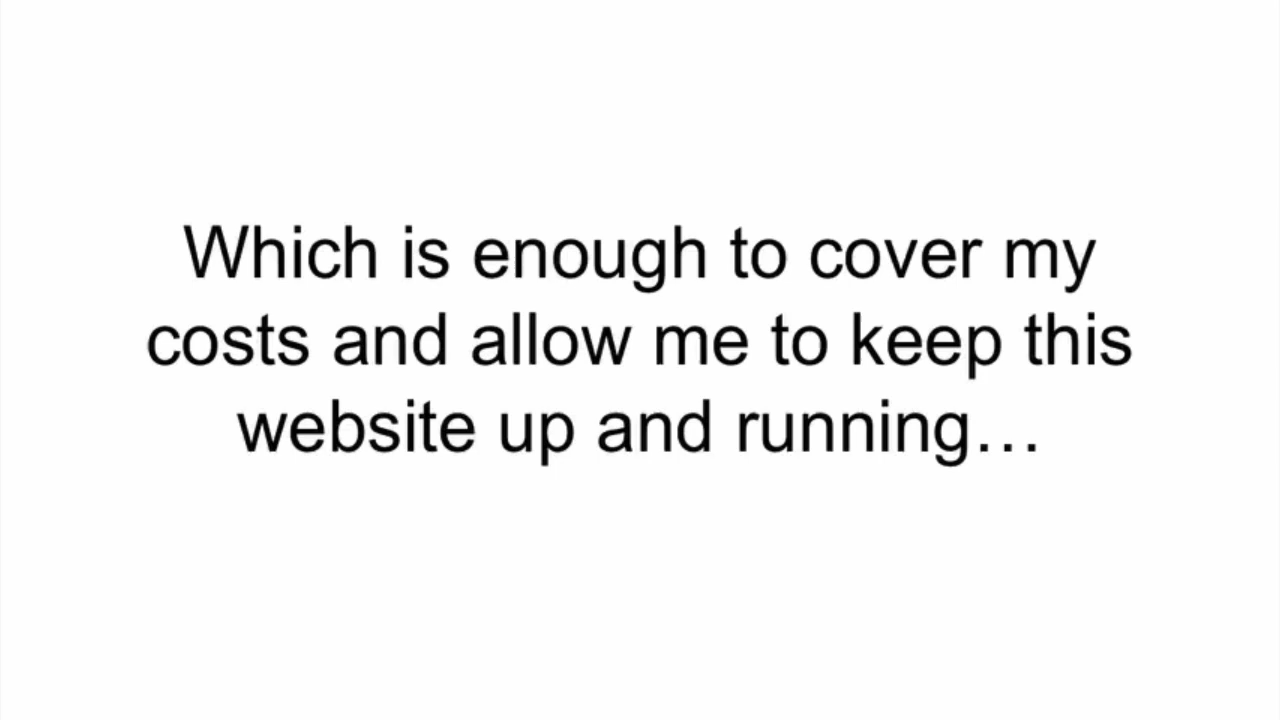 Which is enough to cover my
costs and allow me to keep this
website up and running…